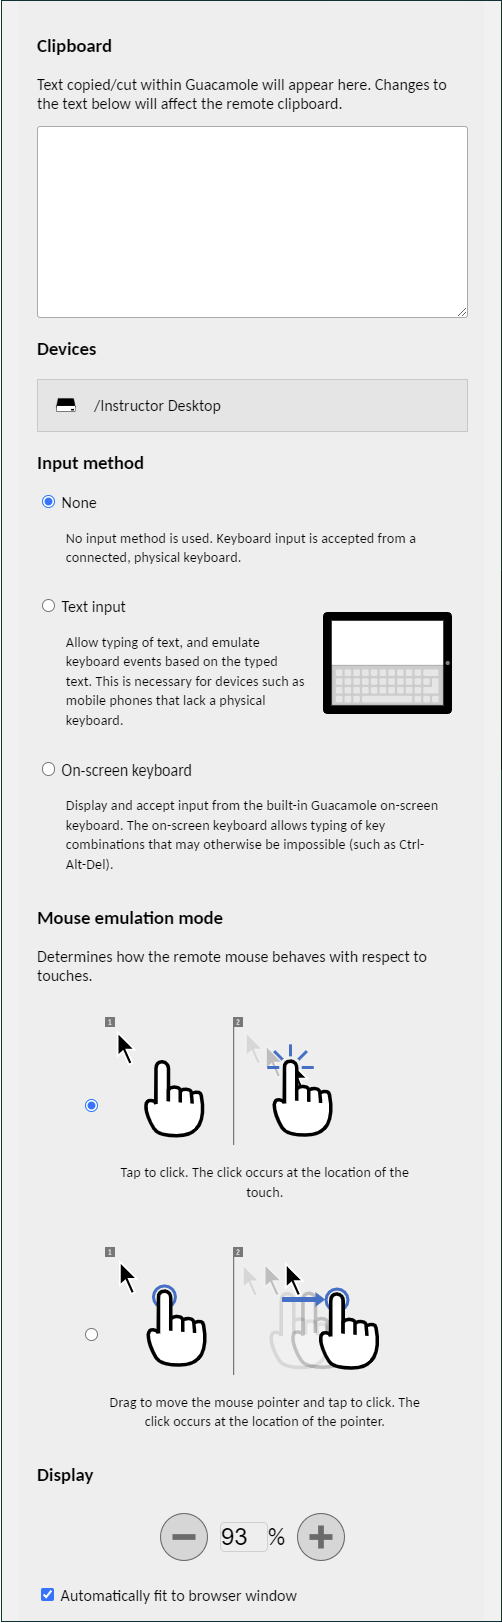 Clipboard
Text copied/cut within Guacamole will appear here. Changes to
the text below will affect the remote clipboard.
Devices
/Instructor Desktop
Input method
None
No input method is used. Keyboard input is accepted from a
connected, physical keyboard.
Text input
Allow typing of text, and emulate
keyboard events based on the typed
text. This is necessary for devices such as
mobile phones that lack a physical
keyboard.
On-screen keyboard
Display and accept input from the built-in Guacamole on-screen
keyboard. The on-screen keyboard allows typing of key
combinations that may otherwise be impossible (such as Ctrl-
Alt-Del).
Mouse emulation mode
Determines how the remote mouse behaves with respect to
touches.
1 2
Tap to click. The click occurs at the location of the
touch.
1 2
Drag to move the mouse pointer and tap to click. The
click occurs at the location of the pointer.
Display
93 %
Automatically fit to browser window